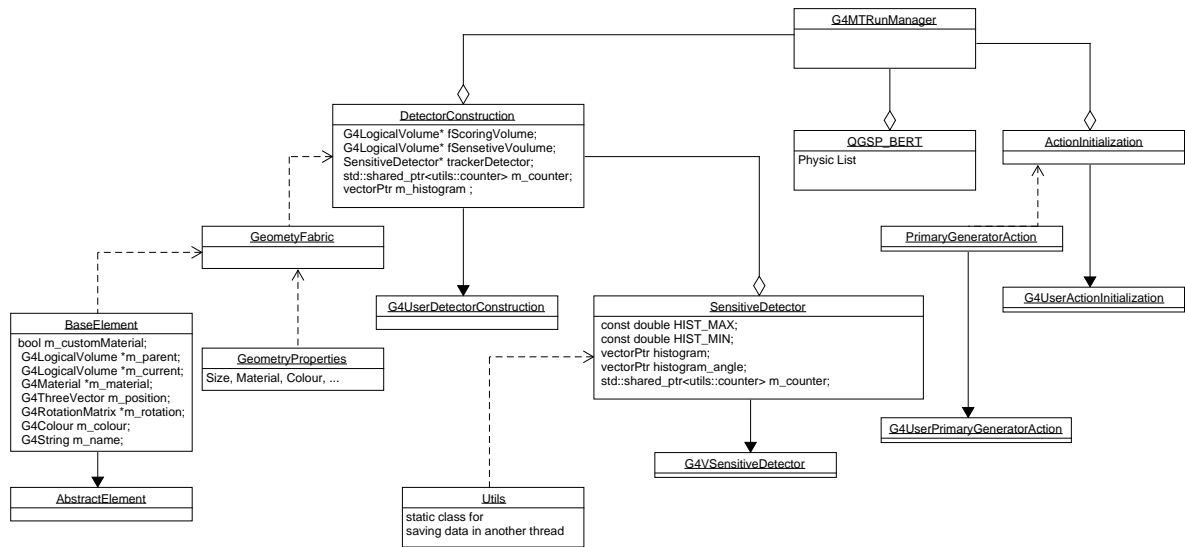 G4MTRunManager
DetectorConstruction
G4LogicalVolume* fScoringVolume;
G4LogicalVolume* fSensetiveVoulume;
SensitiveDetector* trackerDetector;
std::shared_ptr<utils::counter> m_counter;
vectorPtr m_histogram ;
QGSP_BERT
Physic List
ActionInitialization
GeometyFabric
PrimaryGeneratorAction
G4UserDetectorConstruction
SensitiveDetector
const double HIST_MAX;
const double HIST_MIN;
vectorPtr histogram;
vectorPtr histogram_angle;
std::shared_ptr<utils::counter> m_counter;
G4UserActionInitialization
BaseElement
bool m_customMaterial;
G4LogicalVolume *m_parent;
G4LogicalVolume *m_current;
G4Material *m_material;
G4ThreeVector m_position;
G4RotationMatrix *m_rotation;
G4Colour m_colour;
G4String m_name;
GeometryProperties
Size, Material, Colour, ...
G4UserPrimaryGeneratorAction
G4VSensitiveDetector
AbstractElement
Utils
static class for
saving data in another thread